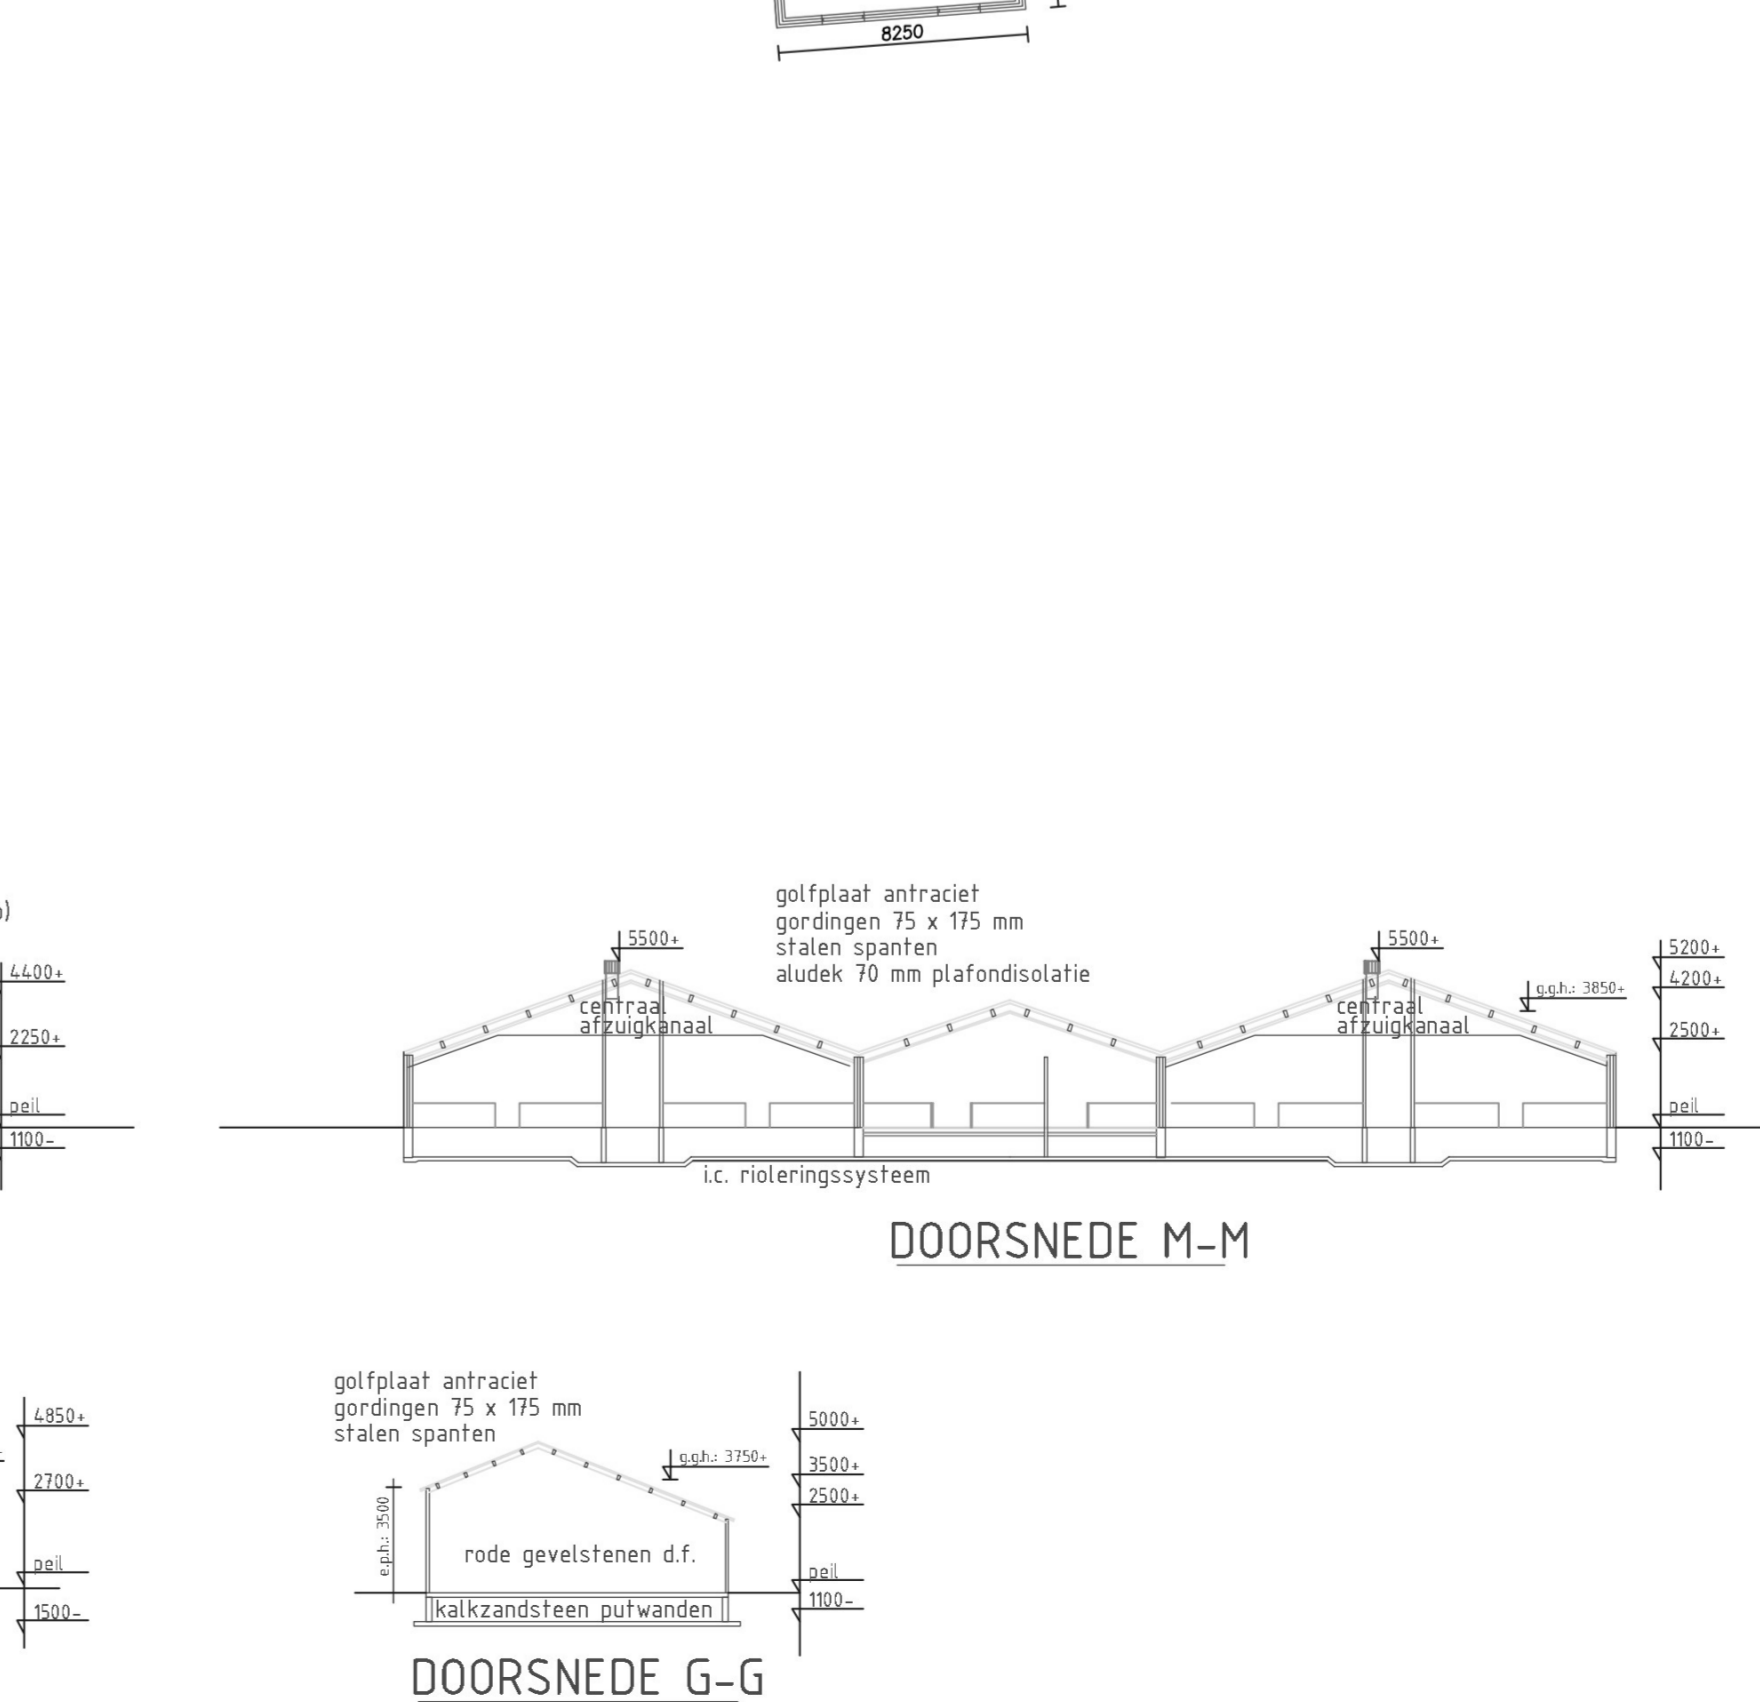 8250
golfplaat antraciet
gordingen 75 x 175 mm
stalen spanten
aludek 70 mm plafondisolatie
5500+
5500+
5200+
4200+
g.g.h.: 3850+
2500+
peil
1100-
4400+
2250+
peil
1100-
centraal
afzuigkanaal
centraal
afzuigkanaal
i.c. rioleringssysteem
DOORSNEDE M-M
4850+
2700+
peil
1500-
golfplaat antraciet
gordingen 75 x 175 mm
stalen spanten
g.g.h.: 3750+
5000+
3500+
2500+
peil
1100-
e.p.h.: 3500
rode gevelstenen d.f.
kalkzandsteen putwanden
DOORSNEDE G-G